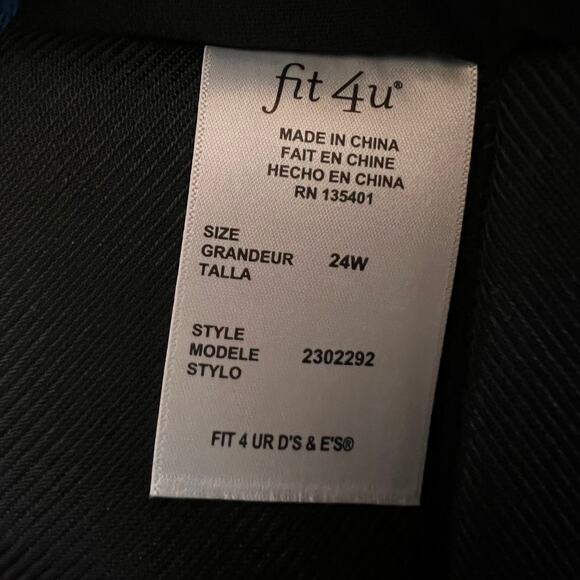 fit 4u®
MADE IN CHINA
FAIT EN CHINE
HECHO EN CHINA
RN 135401
SIZE
GRANDEUR 24W
TALLA
STYLE
MODELE 2302292
STYLO
FIT 4 UR D'S & E'S®